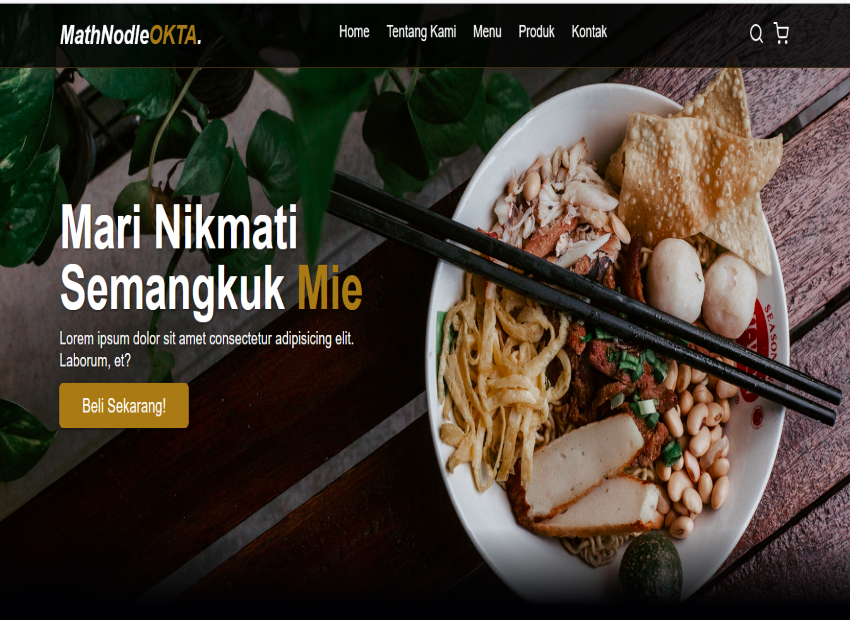 MathNodleOKTA.
Home Tentang Kami Menu Produk Kontak
Mari Nikmati
Semangkuk Mie
Lorem ipsum dolor sit amet consectetur adipisicing elit.
Laborum, et?
Beli Sekarang!
SEASON